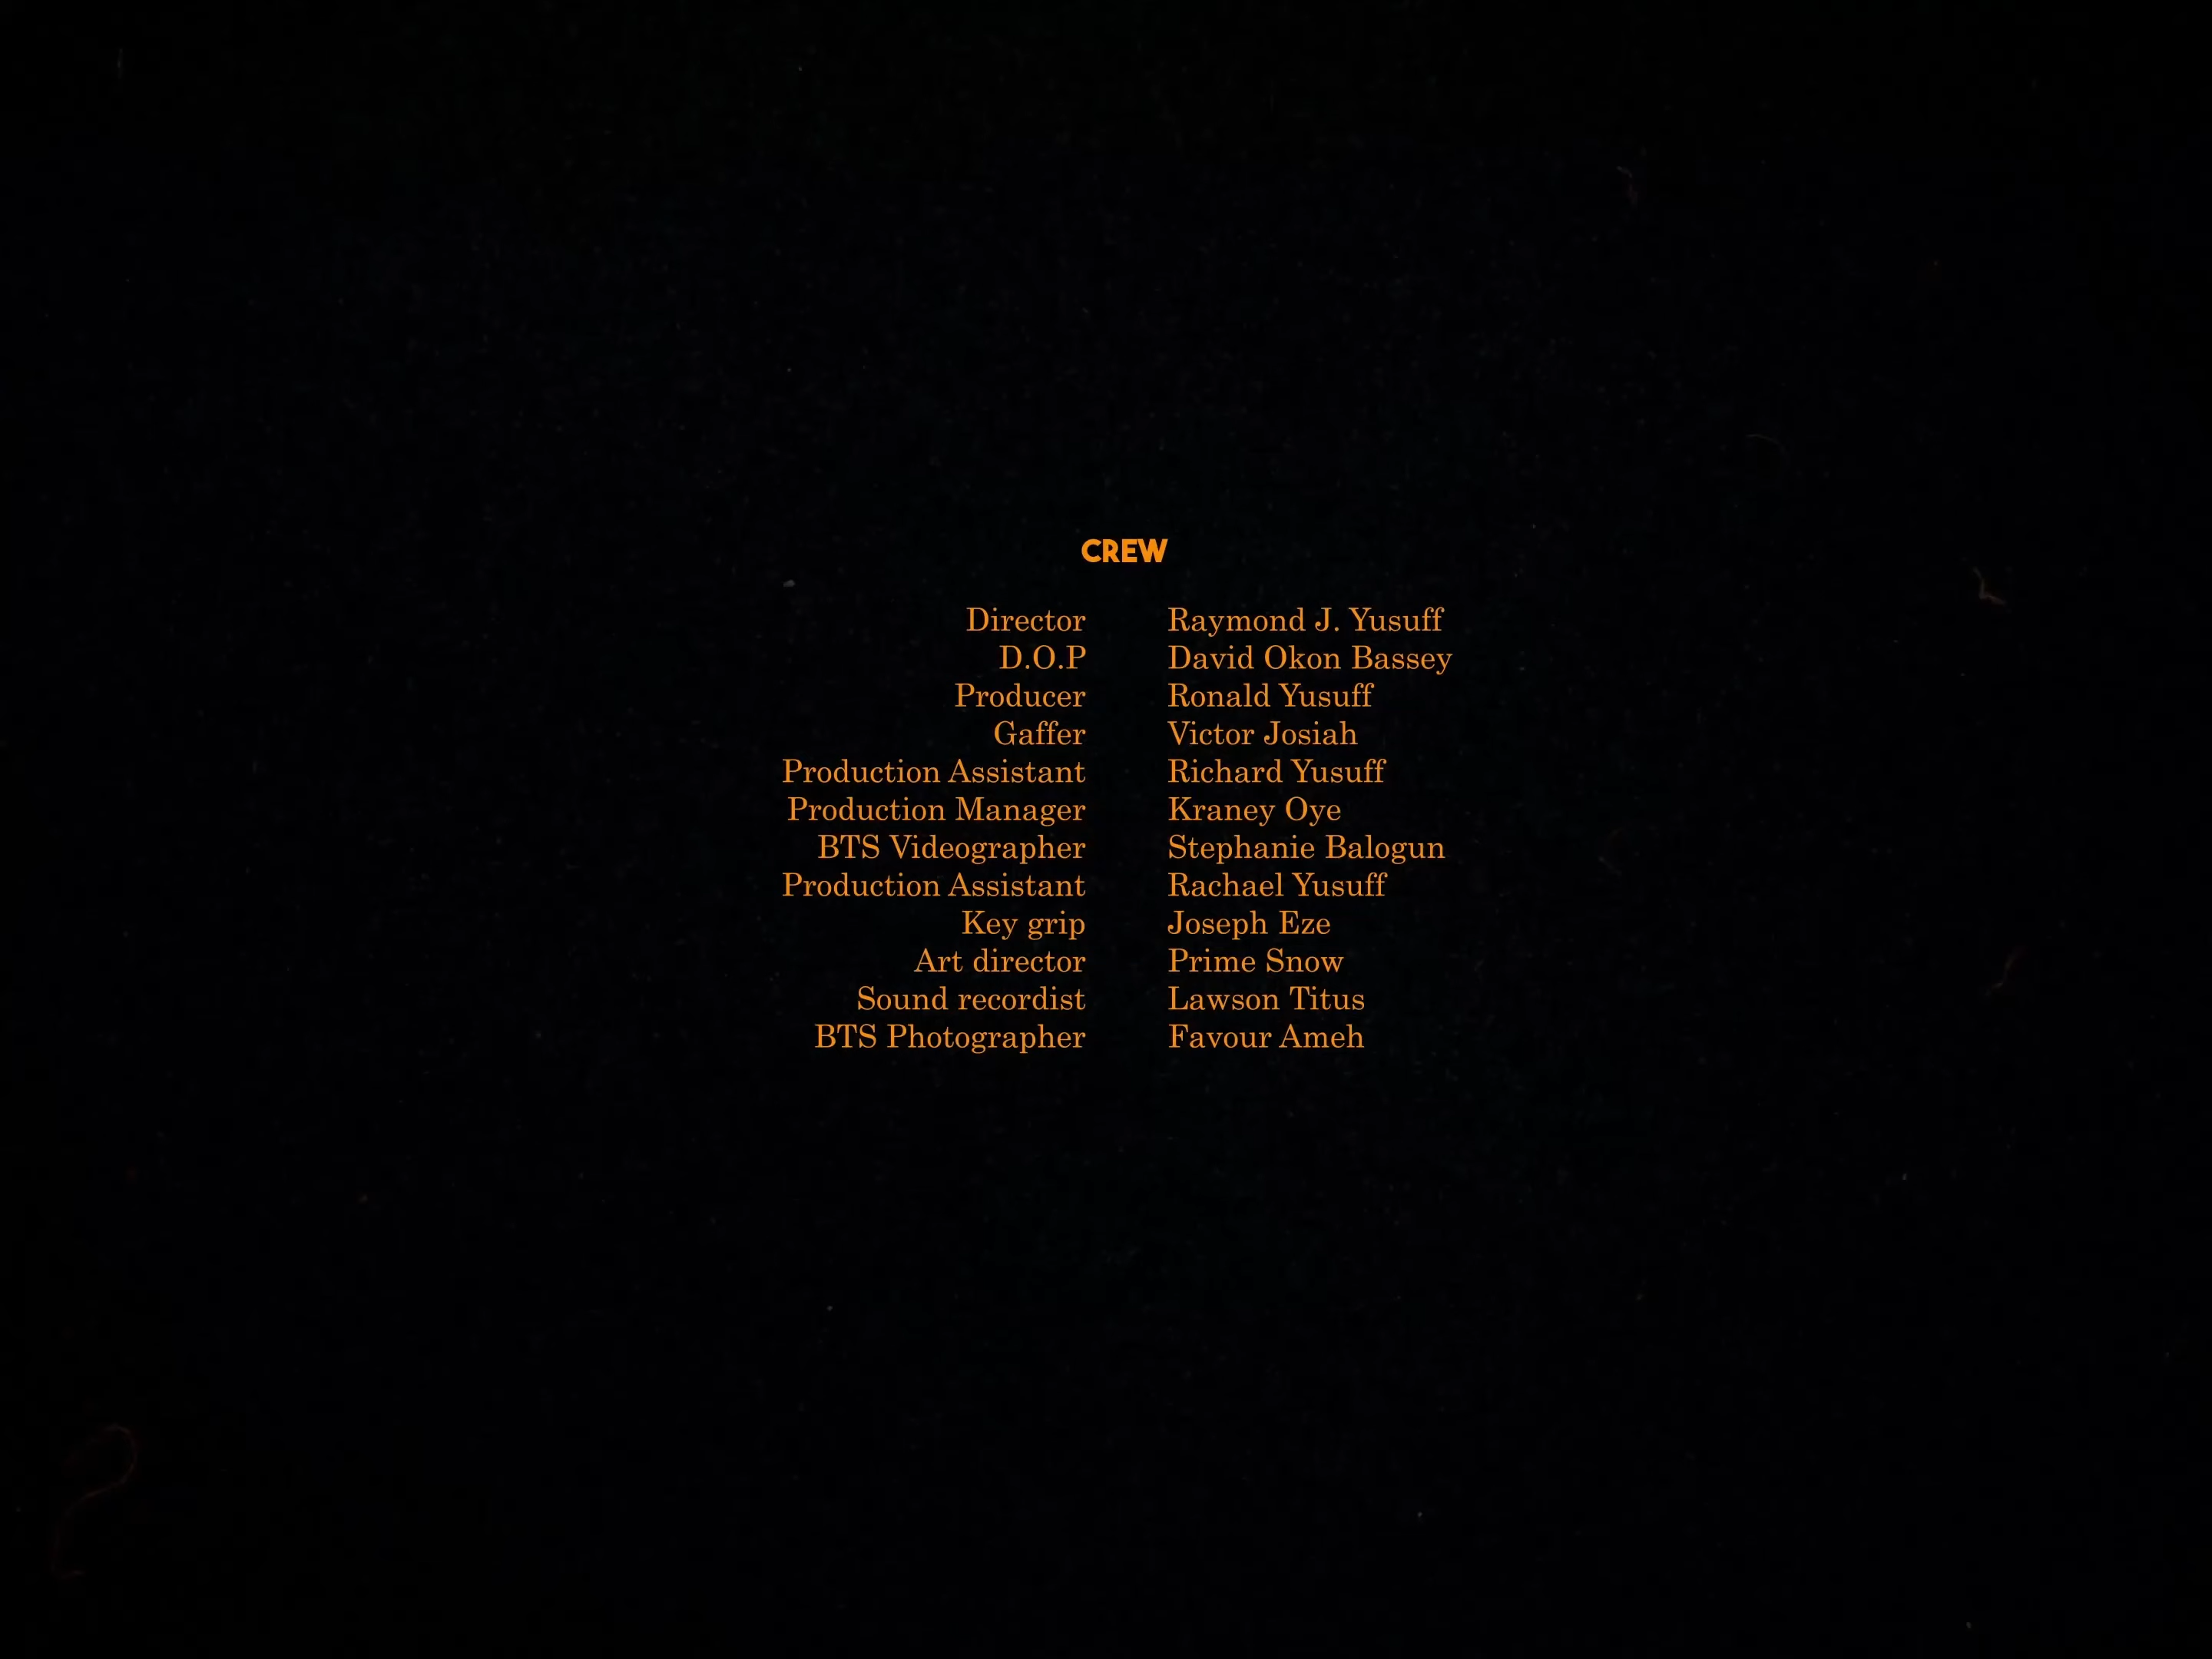 CREW
Director Raymond J. Yusuff
D.O.P David Okon Bassey
Producer Ronald Yusuff
Gaffer Victor Josiah
Production Assistant Richard Yusuff
Production Manager Kraney Oye
BTS Videographer Stephanie Balogun
Production Assistant Rachael Yusuff
Key grip Joseph Eze
Art director Prime Snow
Sound recordist Lawson Titus
BTS Photographer Favour Ameh